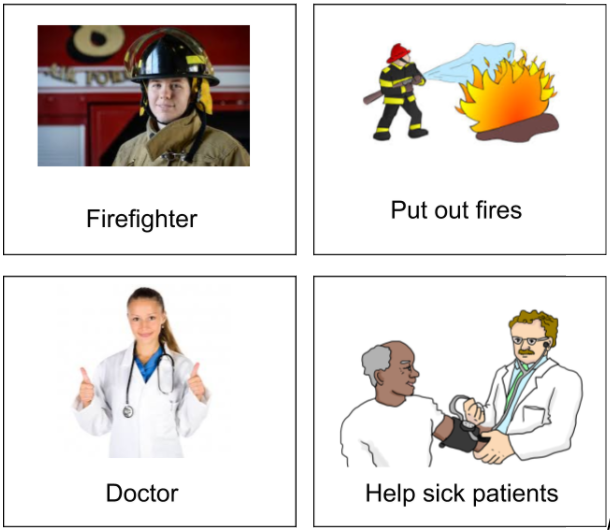 Firefighter
Put out fires
Doctor
Help sick patients